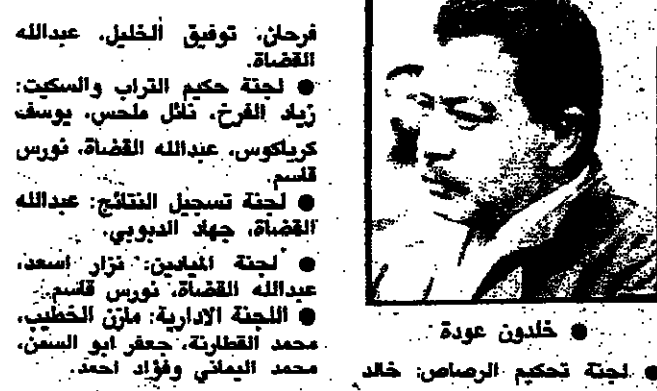 ● خلدون عودة
● لجنة تحكيم الرصاص: خالد
فرحان، توفيق الخليل، عبدالله
القضاة.
● لجنة حكيم التراب والسكيت:
زياد الفرخ، نائل ملحس، يوسف
كرياكوس، عبدالله القضاة، نورس
قاسم.
● لجنة تسجيل النتائج: عبدالله
القضاة، جهاد الدبوبي.
● لجنة الميادين: نزار اسعد،
عبدالله القضاة، نورس قاسم.
● اللجنة الادارية: مازن الخطيب،
محمد القطارنة، جعفر ابو السمن،
محمد اليماني وفؤاد احمد.